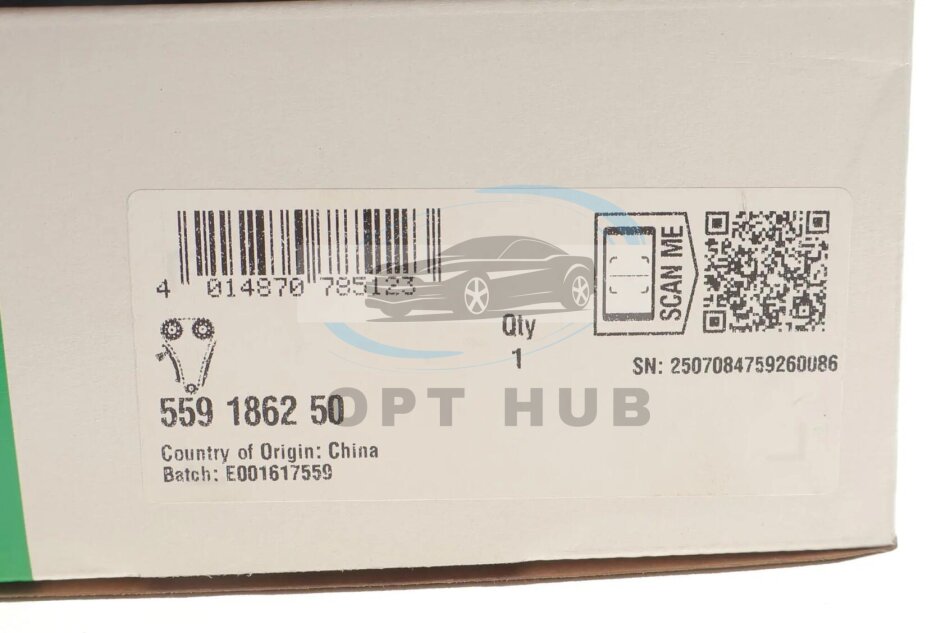 4 014870 785123
SCAN ME
Qty
1
SN: 2507084759260086
559 1862 50
OPT HUB
Country of Origin: China
Batch: E001617559